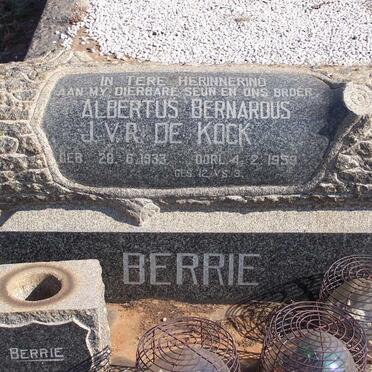 IN TERE HERINNERING
AAN MY DIERBARE SEUN EN ONS BROER
ALBERTUS BERNARDUS
J.V.R. DE KOCK
GEB. 28.6.1933 OORL. 4.2.1959
GES. 12 VS. 3.
BERRIE
BERRIE